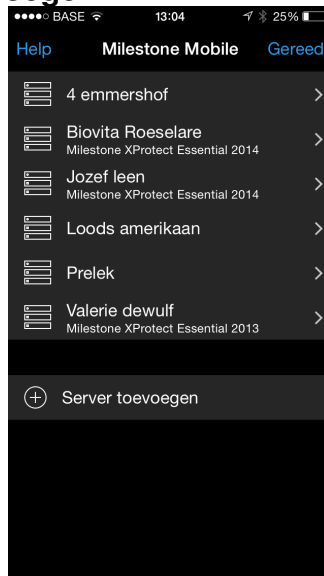 BASE 13:04 25%
Help Milestone Mobile Gereed
4 emmershof
Biovita Roeselare
Milestone XProtect Essential 2014
Jozef leen
Milestone XProtect Essential 2014
Loods amerikaan
Prelek
Valerie dewulf
Milestone XProtect Essential 2013
Server toevoegen